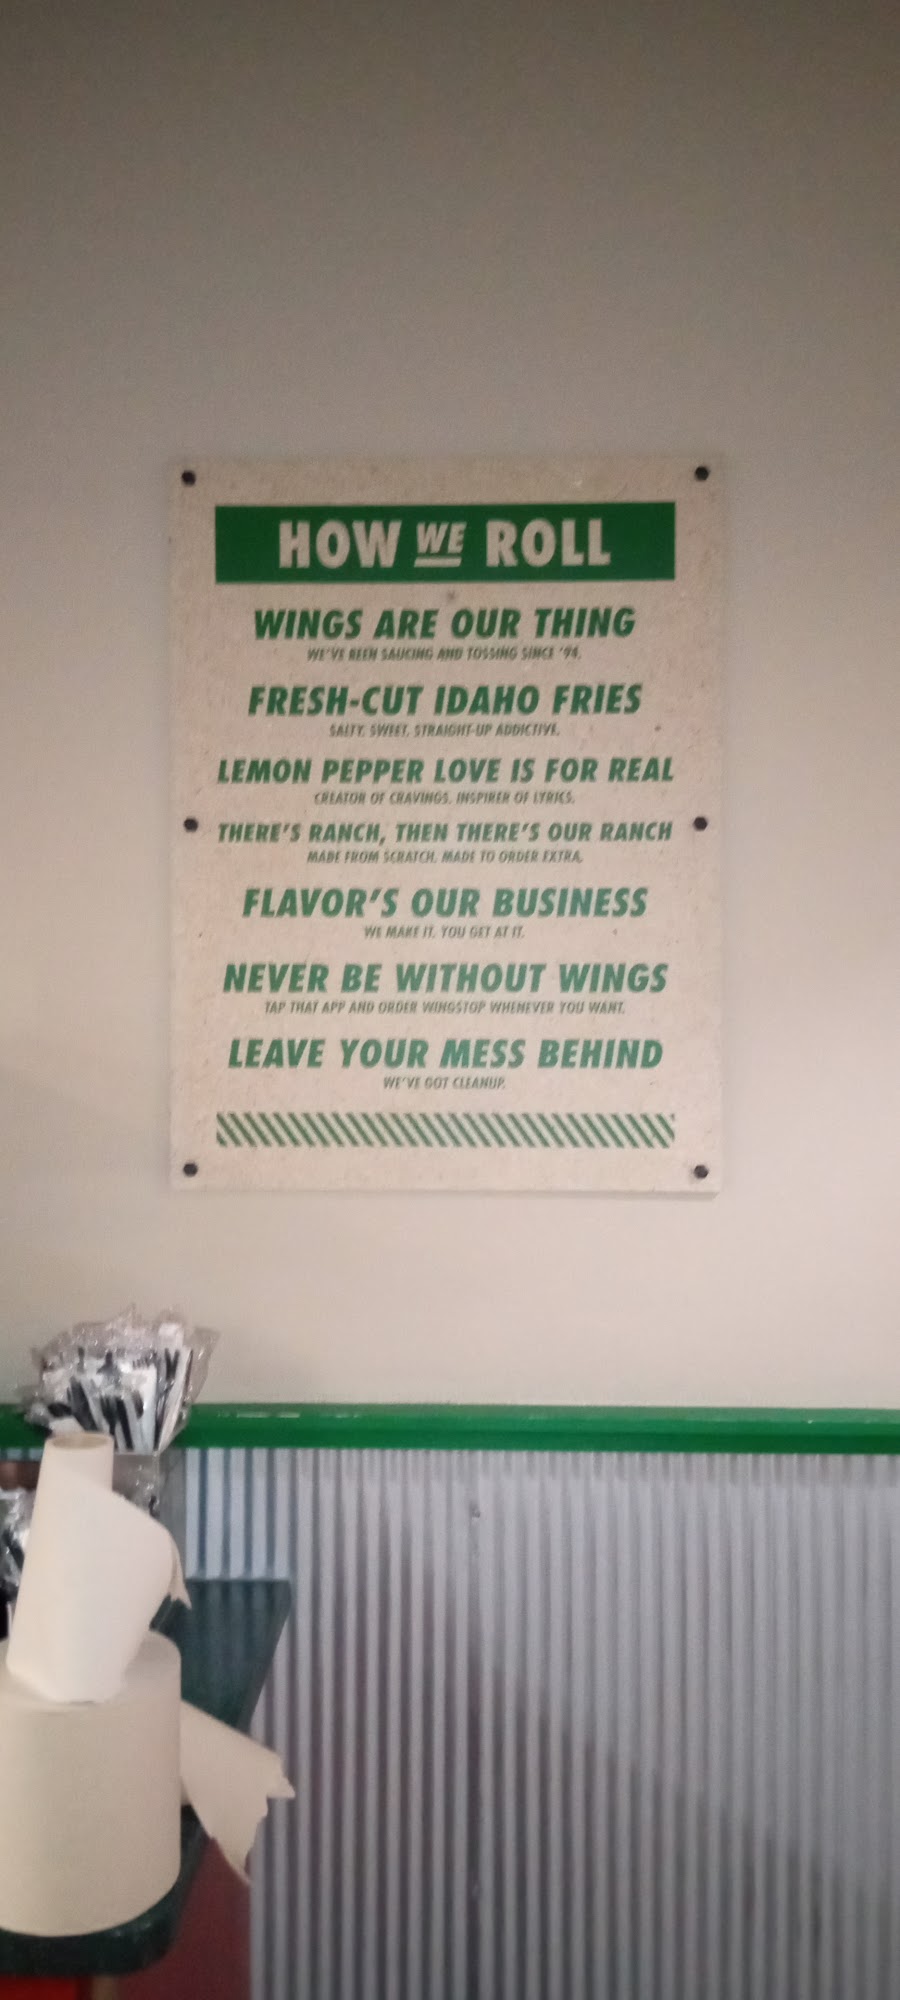 HOW WE ROLL
WINGS ARE OUR THING
WE'VE BEEN SAUCING AND TOSSING SINCE '94.
FRESH-CUT IDAHO FRIES
SALTY. SWEET. STRAIGHT-UP ADDICTIVE.
LEMON PEPPER LOVE IS FOR REAL
CREATOR OF CRAVINGS. INSPIRER OF LYRICS.
THERE'S RANCH, THEN THERE'S OUR RANCH
MADE FROM SCRATCH. MADE TO ORDER EXTRA.
FLAVOR'S OUR BUSINESS
WE MAKE IT. YOU GET AT IT.
NEVER BE WITHOUT WINGS
TAP THAT APP AND ORDER WINGSTOP WHENEVER YOU WANT.
LEAVE YOUR MESS BEHIND
WE'VE GOT CLEANUP.